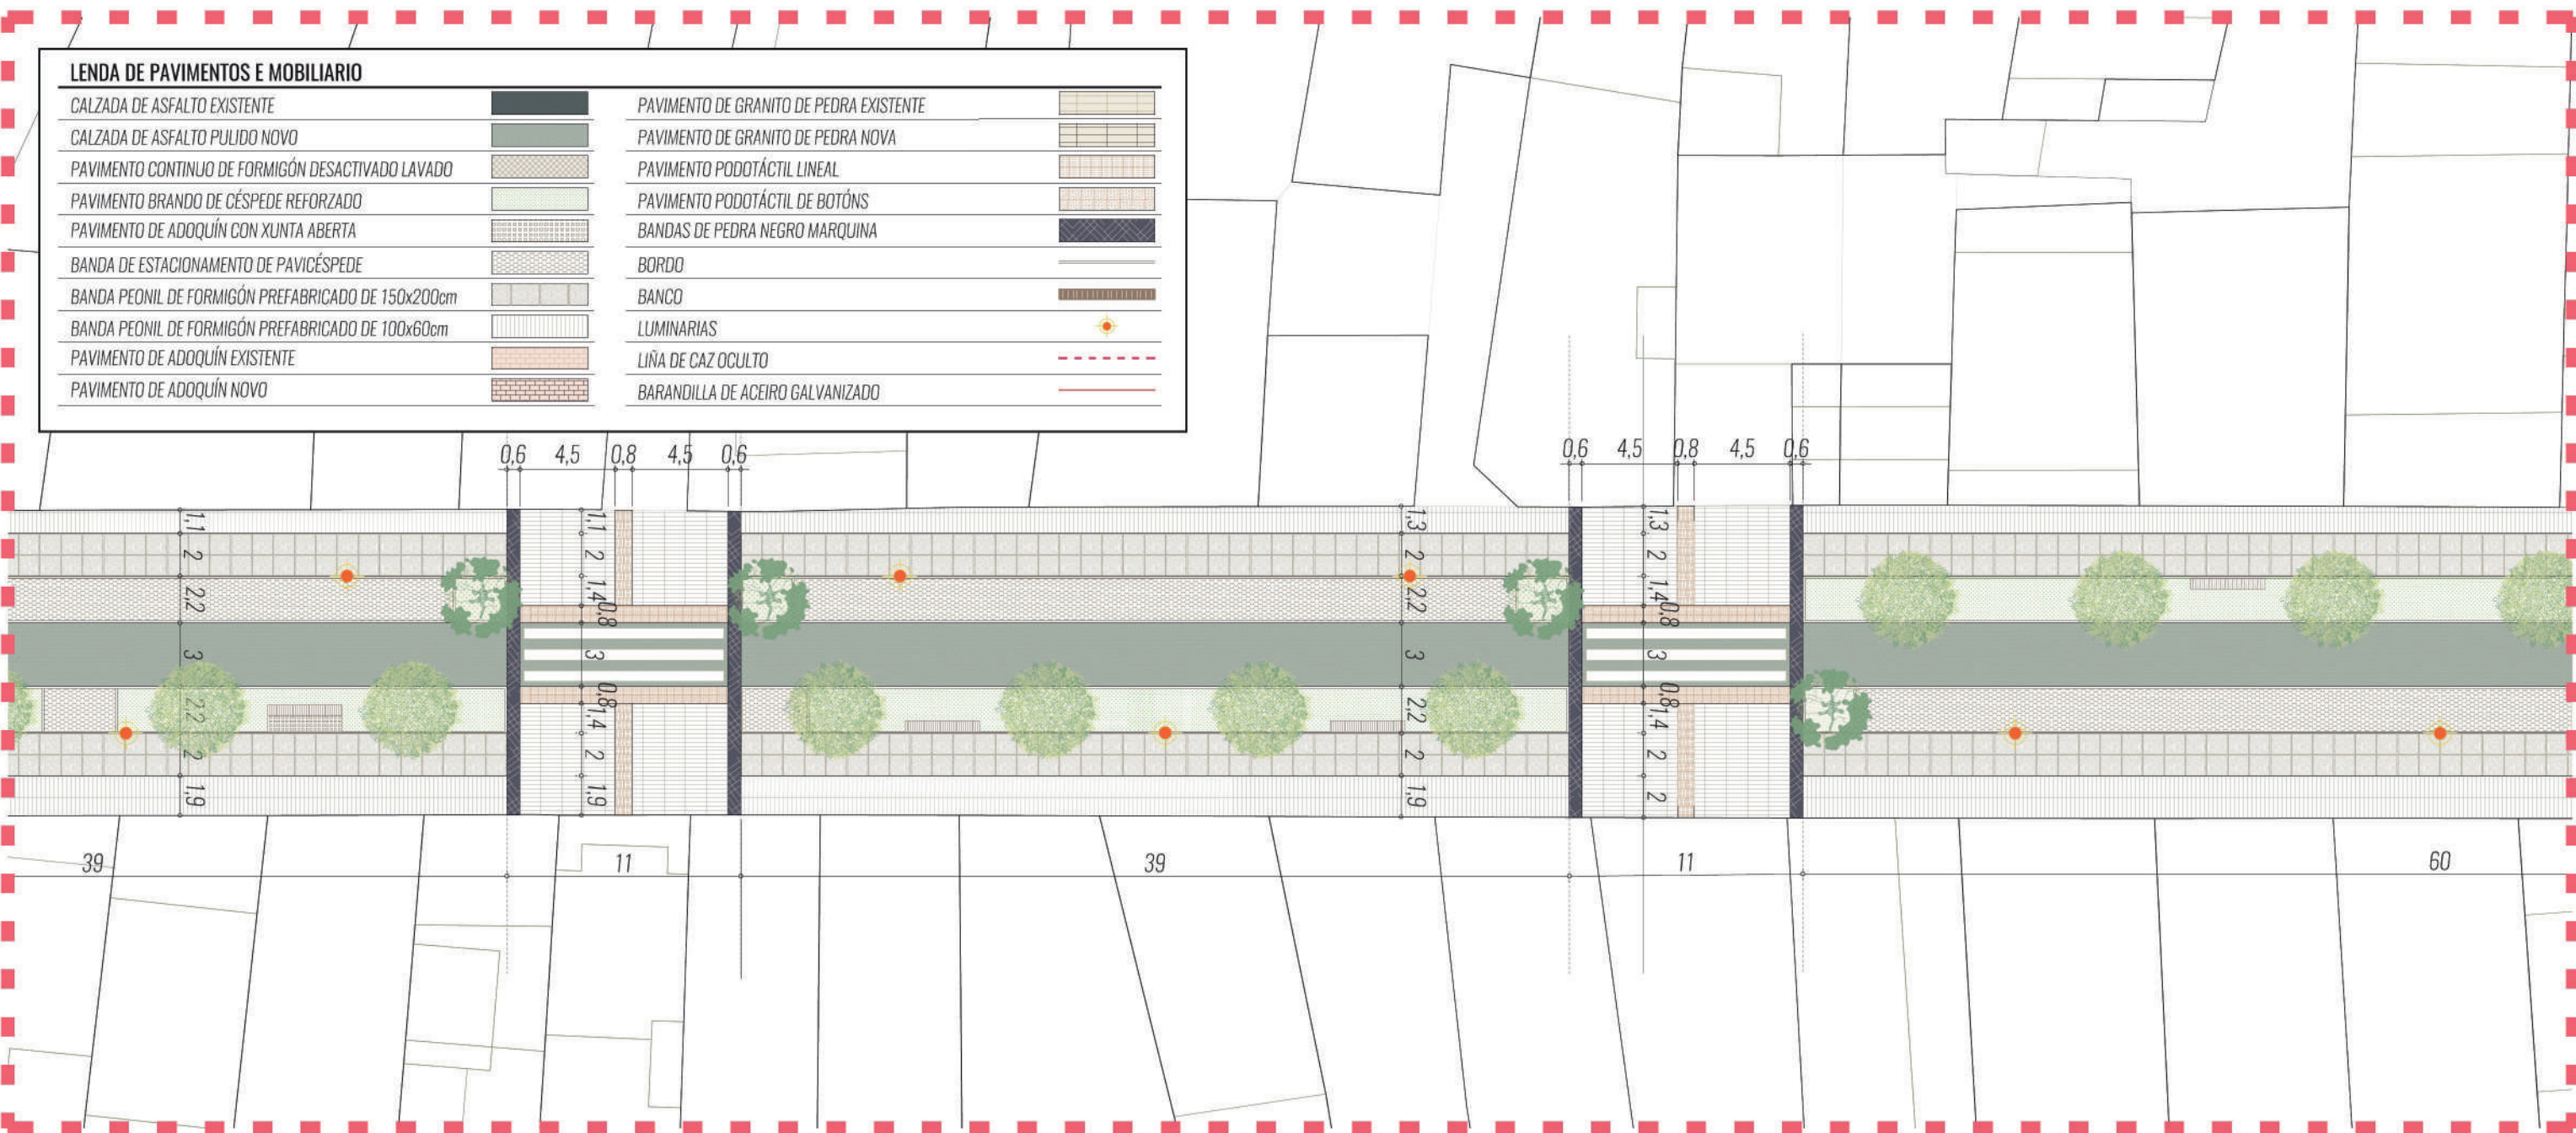 LENDA DE PAVIMENTOS E MOBILIARIO
CALZADA DE ASFALTO EXISTENTE
CALZADA DE ASFALTO PULIDO NOVO
PAVIMENTO CONTINUO DE FORMIGÓN DESACTIVADO LAVADO
PAVIMENTO BRANDO DE CÉSPEDE REFORZADO
PAVIMENTO DE ADOQUÍN CON XUNTA ABERTA
BANDA DE ESTACIONAMENTO DE PAVICÉSPEDE
BANDA PEONIL DE FORMIGÓN PREFABRICADO DE 150x200cm
BANDA PEONIL DE FORMIGÓN PREFABRICADO DE 100x60cm
PAVIMENTO DE ADOQUÍN EXISTENTE
PAVIMENTO DE ADOQUÍN NOVO
PAVIMENTO DE GRANITO DE PEDRA EXISTENTE
PAVIMENTO DE GRANITO DE PEDRA NOVA
PAVIMENTO PODOTÁCTIL LINEAL
PAVIMENTO PODOTÁCTIL DE BOTÓNS
BANDAS DE PEDRA NEGRO MARQUINA
BORDO
BANCO
LUMINARIAS
LIÑA DE CAZ OCULTO
BARANDILLA DE ACEIRO GALVANIZADO
0,6 4,5 0,8 4,5 0,6
0,6 4,5 0,8 4,5 0,6
1,1 2 2,2 3 2,2 2 1,9
1,1 2 1,4 0,8 3 0,8 1,4 2 1,9
1,3 2 2,2 3 2,2 2 1,9
1,3 2 1,4 0,8 3 0,8 1,4 2 2
39 11 39 11 60